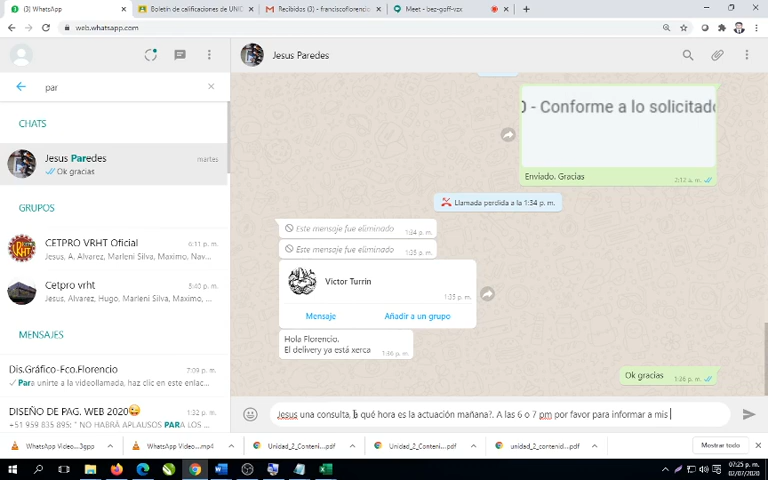 (3) WhatsApp
Boletín de calificaciones de UNID
Recibidos (3) - franciscoflorencio
Meet - bez-goff-vzx
web.whatsapp.com
Jesus Paredes
par
CHATS
Jesus Paredes
martes
Ok gracias
GRUPOS
CETPRO VRHT Oficial
6:11 p. m.
Jesus, A. Alvarez, Marleni Silva, Maximo, Nav...
Cetpro vrht
5:40 p. m.
Jesus, Alvarez, Hugo, Marleni Silva, Maximo, ...
MENSAJES
Dis.Gráfico-Fco.Florencio
7:09 p. m.
Para unirte a la videollamada, haz clic en este enlac...
DISEÑO DE PAG. WEB 2020
1:32 p. m.
+51 959 835 895: " NO HABRÁ APLAUSOS PARA LOS ...
0 - Conforme a lo solicitado
Enviado. Gracias
2:12 a. m.
Llamada perdida a la 1:34 p. m.
Este mensaje fue eliminado
1:34 p. m.
Este mensaje fue eliminado
1:35 p. m.
Victor Turrin
1:35 p. m.
Mensaje
Añadir a un grupo
Hola Florencio.
El delivery ya está xerca
1:36 p. m.
Ok gracias
1:36 p. m.
Jesus una consulta, a qué hora es la actuación mañana?. A las 6 o 7 pm por favor para informar a mis
WhatsApp Video....3gpp
WhatsApp Video....mp4
Unidad_2_Conteni....pdf
Unidad_2_Conteni....pdf
unidad_2_contenid....pdf
Mostrar todo
07:25 p. m.
02/07/2020